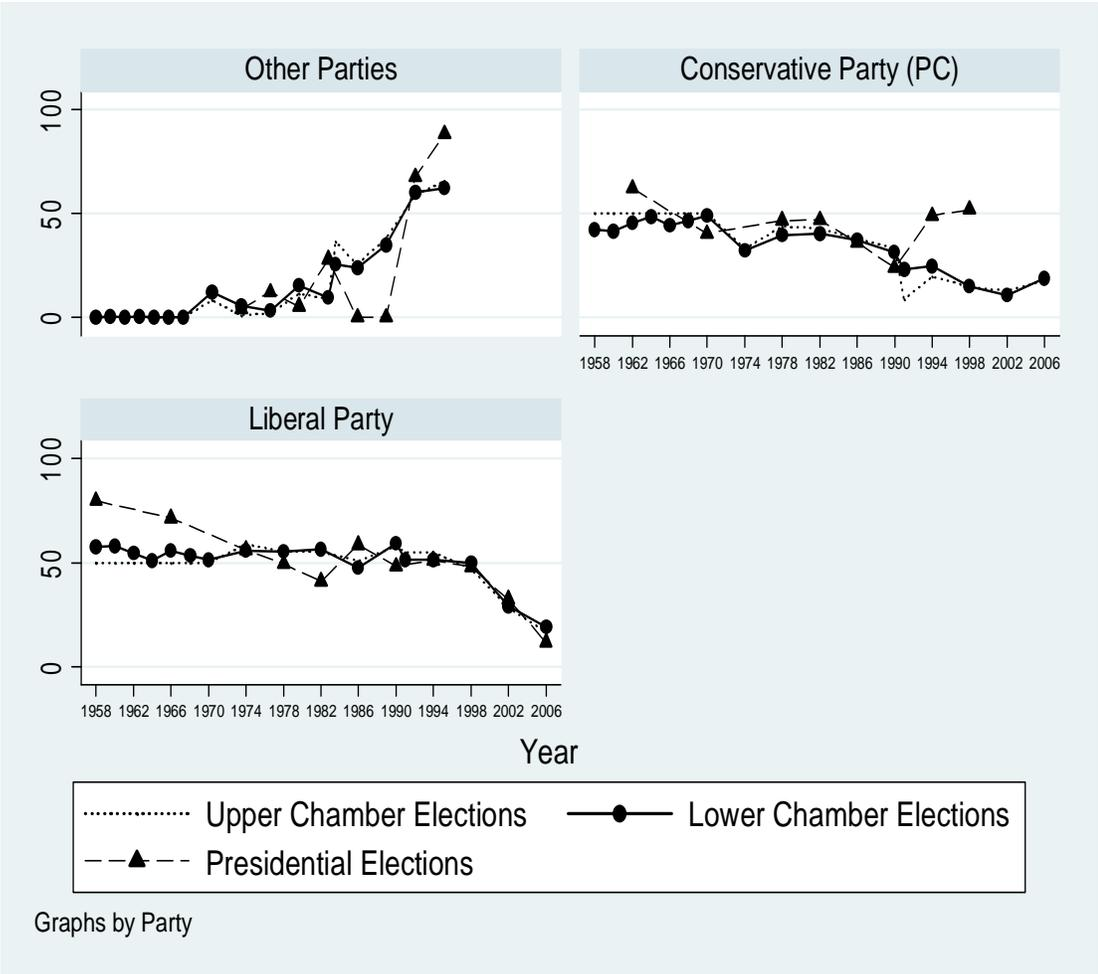 Other Parties
Conservative Party (PC)
100
50
0
1958 1962 1966 1970 1974 1978 1982 1986 1990 1994 1998 2002 2006
Liberal Party
100
50
0
1958 1962 1966 1970 1974 1978 1982 1986 1990 1994 1998 2002 2006
Year
Upper Chamber Elections
Lower Chamber Elections
Presidential Elections
Graphs by Party